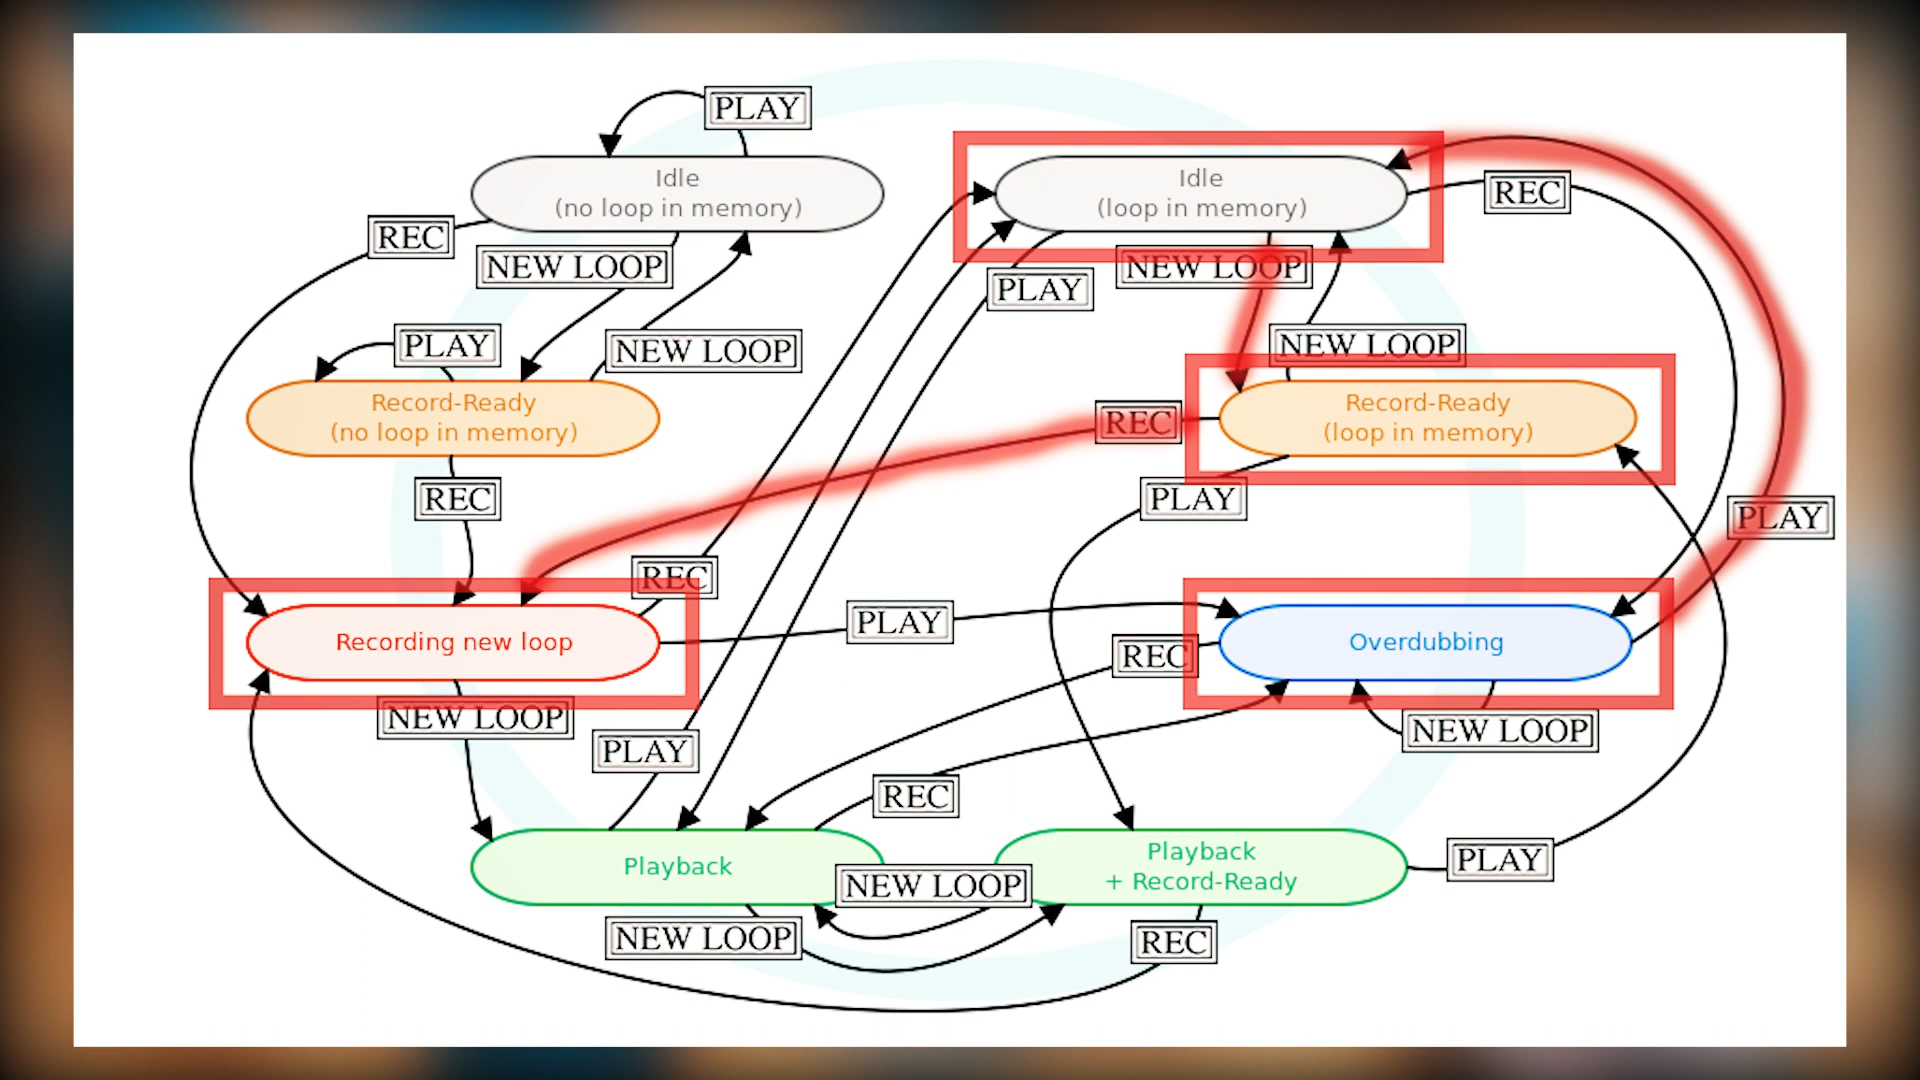 PLAY
Idle
(no loop in memory)
Idle
(loop in memory)
REC
REC
NEW LOOP
NEW LOOP
PLAY
PLAY
NEW LOOP
NEW LOOP
Record-Ready
(no loop in memory)
REC
Record-Ready
(loop in memory)
REC
PLAY
PLAY
REC
Recording new loop
PLAY
REC
Overdubbing
NEW LOOP
PLAY
NEW LOOP
REC
Playback
NEW LOOP
Playback
+ Record-Ready
PLAY
NEW LOOP
REC